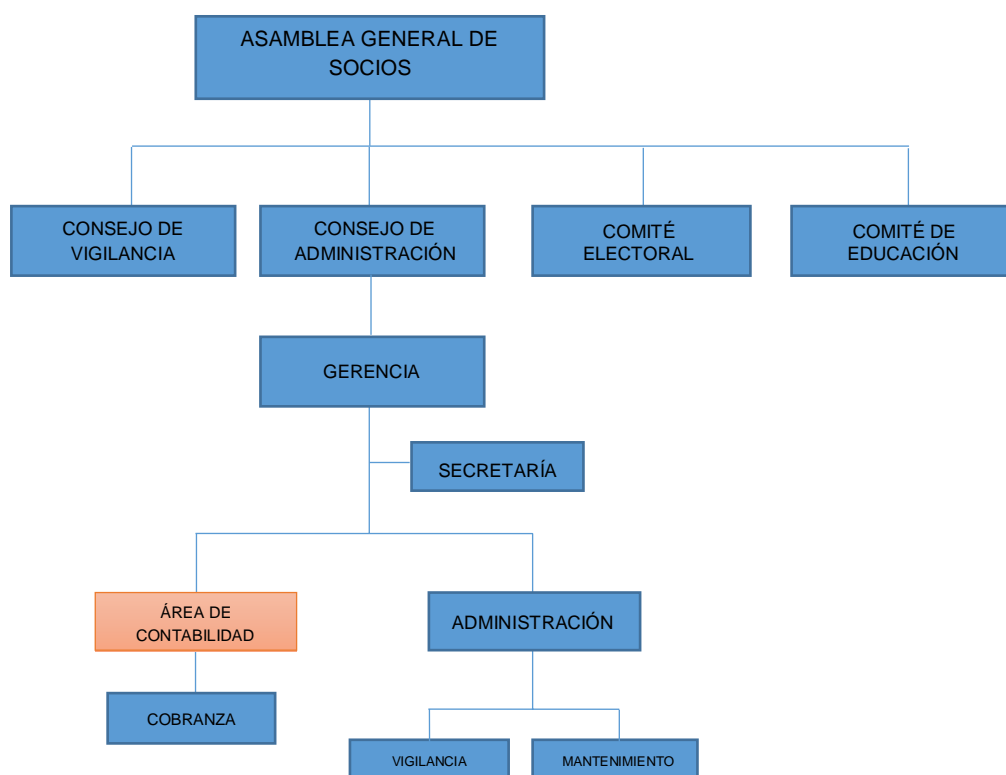 ASAMBLEA GENERAL DE
SOCIOS
CONSEJO DE
VIGILANCIA
CONSEJO DE
ADMINISTRACIÓN
COMITÉ
ELECTORAL
COMITÉ DE
EDUCACIÓN
GERENCIA
SECRETARÍA
ÁREA DE
CONTABILIDAD
ADMINISTRACIÓN
COBRANZA
VIGILANCIA
MANTENIMIENTO